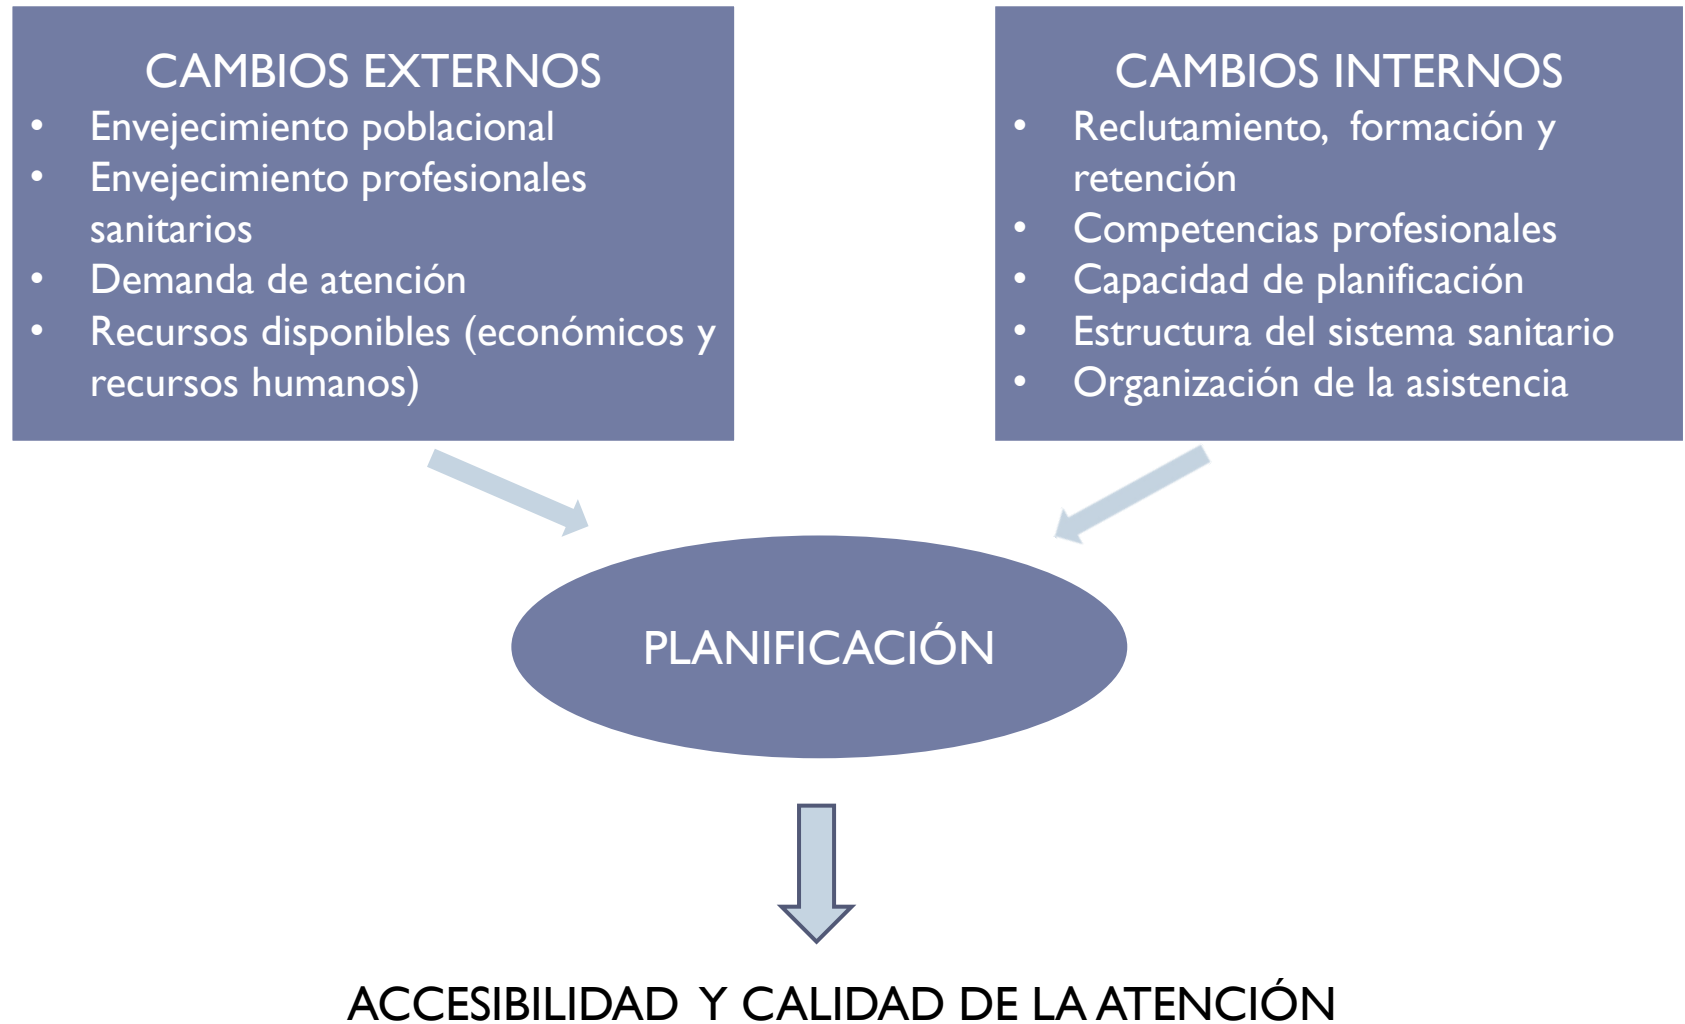 CAMBIOS EXTERNOS
• Envejecimiento poblacional
• Envejecimiento profesionales
sanitarios
• Demanda de atención
• Recursos disponibles (económicos y
recursos humanos)
CAMBIOS INTERNOS
• Reclutamiento, formación y
retención
• Competencias profesionales
• Capacidad de planificación
• Estructura del sistema sanitario
• Organización de la asistencia
PLANIFICACIÓN
ACCESIBILIDAD Y CALIDAD DE LA ATENCIÓN